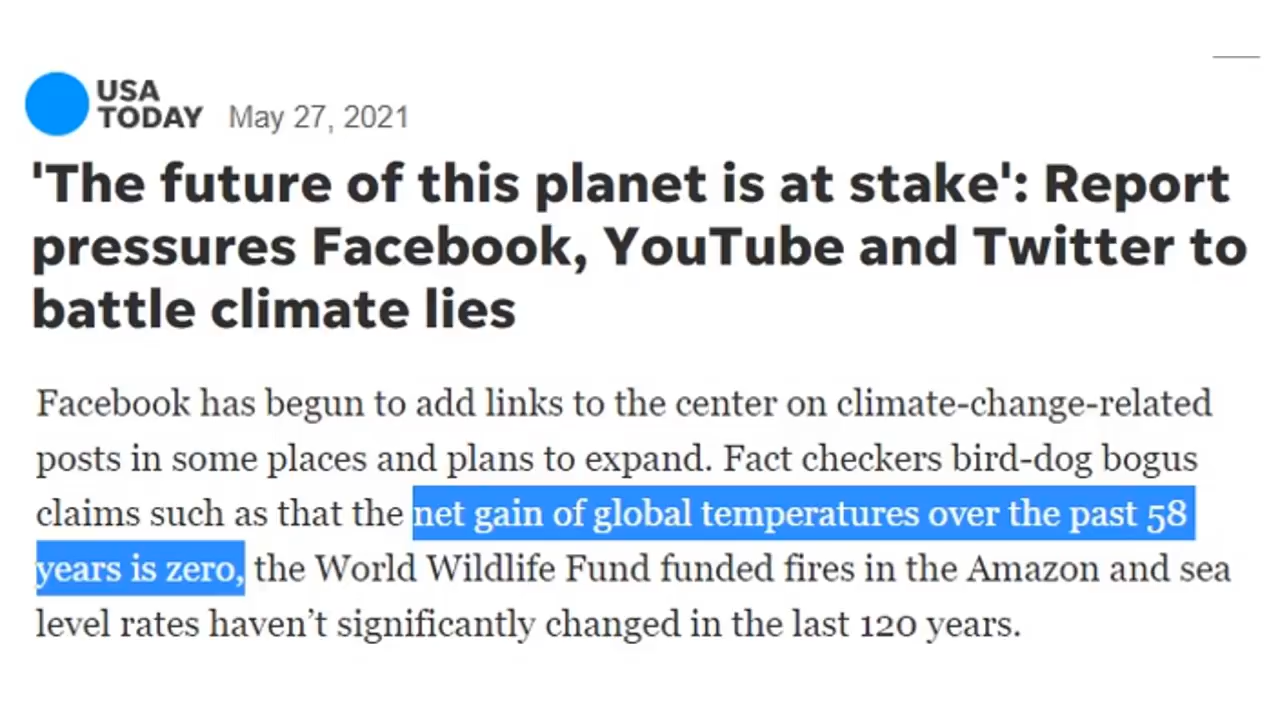 USA
TODAY May 27, 2021
'The future of this planet is at stake': Report
pressures Facebook, YouTube and Twitter to
battle climate lies
Facebook has begun to add links to the center on climate-change-related
posts in some places and plans to expand. Fact checkers bird-dog bogus
claims such as that the net gain of global temperatures over the past 58
years is zero, the World Wildlife Fund funded fires in the Amazon and sea
level rates haven’t significantly changed in the last 120 years.